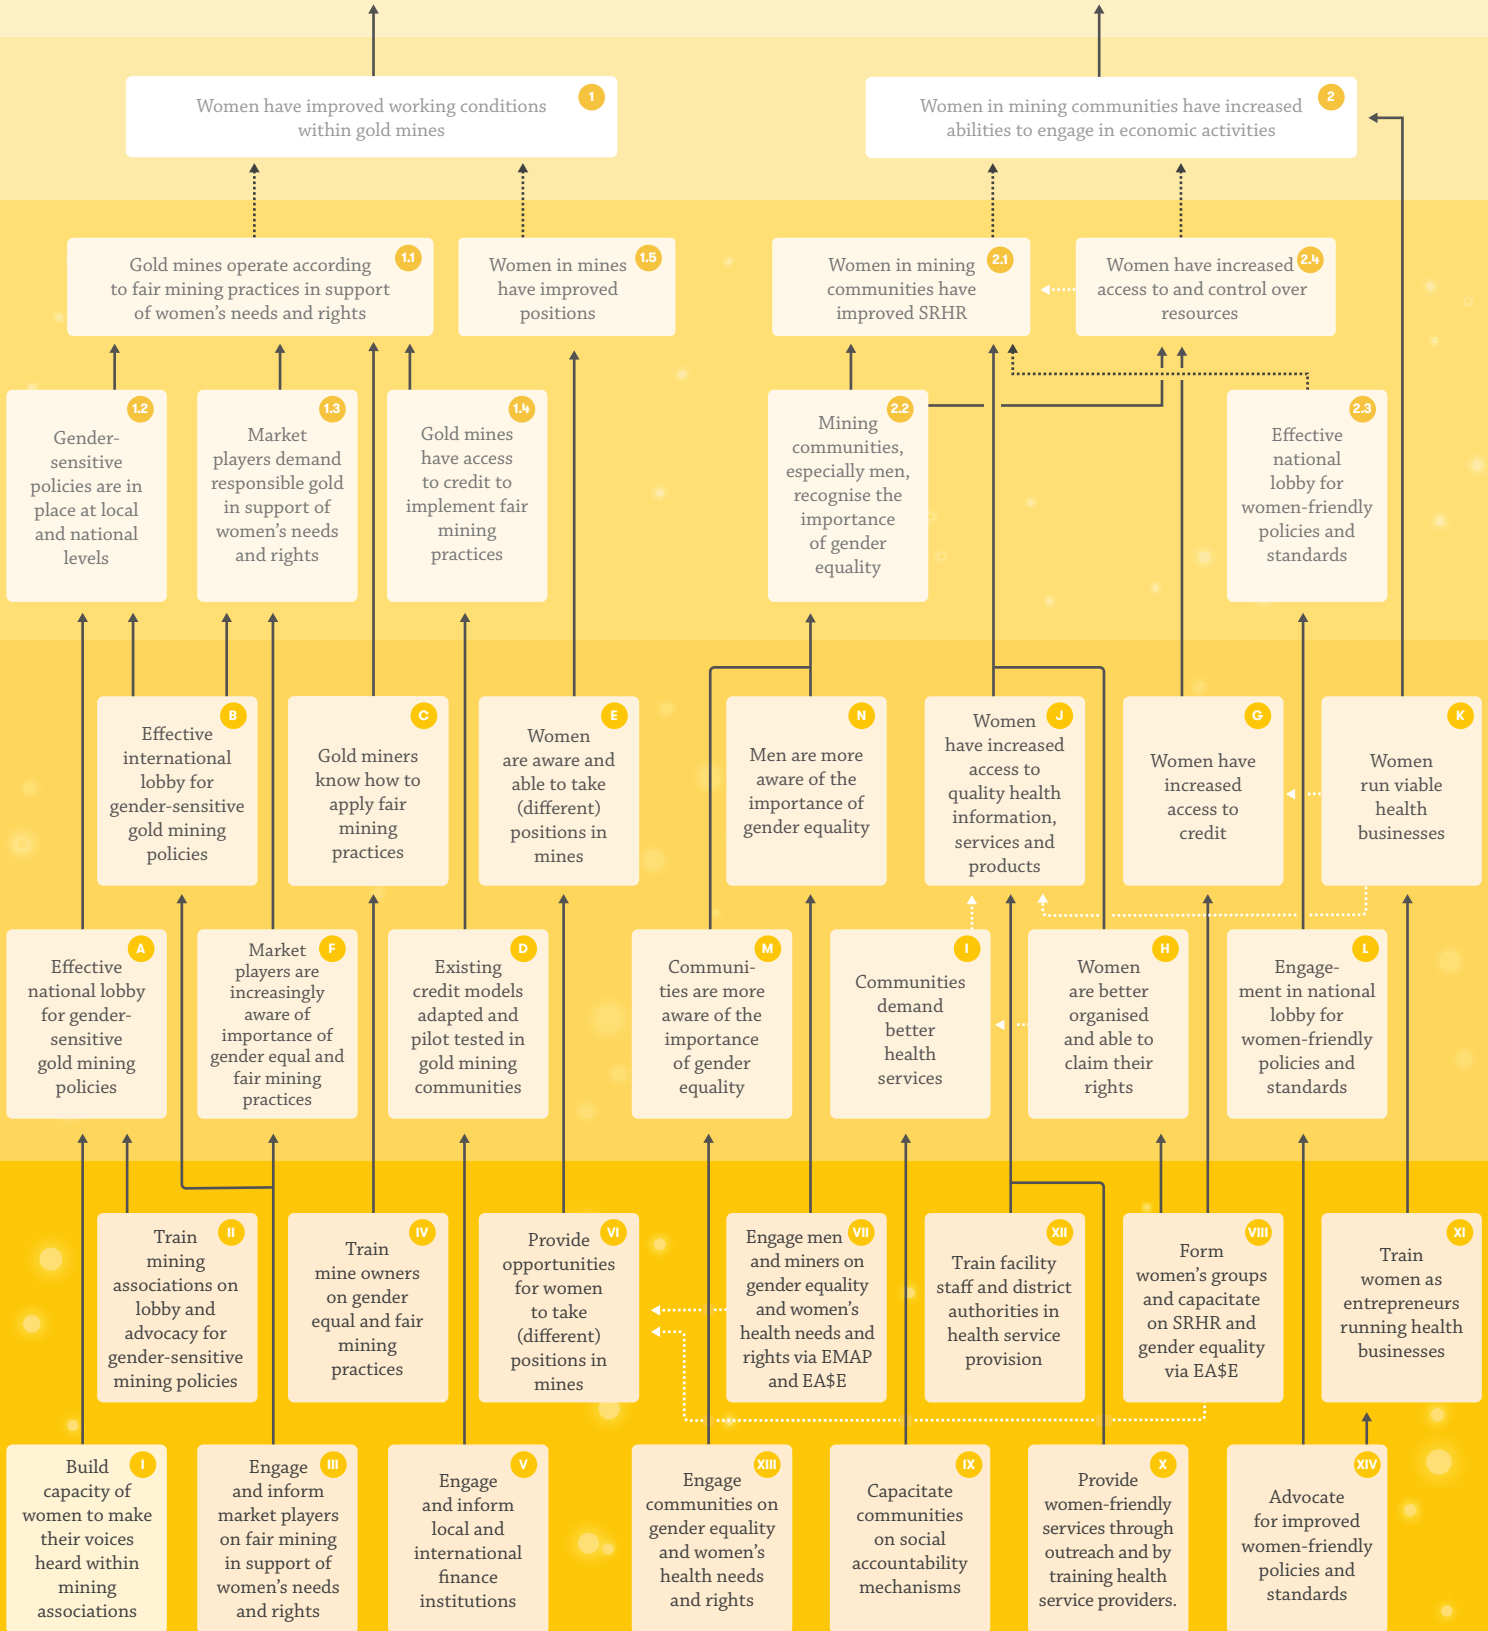 Women have improved working conditions
within gold mines
1
Women in mining communities have increased
abilities to engage in economic activities
2
Gold mines operate according
to fair mining practices in support
of women's needs and rights
1.1
Women in mines
have improved
positions
1.5
Women in mining
communities have
improved SRHR
2.1
Women have increased
access to and control over
resources
2.4
Gender-
sensitive
policies are in
place at local
and national
levels
1.2
Market
players demand
responsible gold
in support of
women's needs
and rights
1.3
Gold mines
have access
to credit to
implement fair
mining
practices
1.4
Mining
communities,
especially men,
recognise the
importance
of gender
equality
2.2
Effective
national
lobby for
women-friendly
policies and
standards
2.3
Effective
international
lobby for
gender-sensitive
gold mining
policies
B
Gold miners
know how to
apply fair
mining
practices
C
Women
are aware and
able to take
(different)
positions in
mines
E
Men are more
aware of the
importance of
gender equality
N
Women
have increased
access to
quality health
information,
services and
products
J
Women have
increased
access to
credit
G
Women
run viable
health
businesses
K
Effective
national lobby
for gender-
sensitive
gold mining
policies
A
Market
players are
increasingly
aware of
importance of
gender equal and
fair mining
practices
F
Existing
credit models
adapted and
pilot tested in
gold mining
communities
D
Communi-
ties are more
aware of the
importance
of gender
equality
M
Communities
demand
better
health
services
I
Women
are better
organised
and able to
claim their
rights
H
Engage-
ment in national
lobby for
women-friendly
policies and
standards
L
Train
mining
associations on
lobby and
advocacy for
gender-sensitive
mining policies
II
Train
mine owners
on gender
equal and fair
mining
practices
IV
Provide
opportunities
for women
to take
(different)
positions in
mines
VI
Engage men
and miners on
gender equality
and women's
health needs and
rights via EMAP
and EA$E
VII
Train facility
staff and district
authorities in
health service
provision
XII
Form
women's groups
and capacitate
on SRHR and
gender equality
via EA$E
VIII
Train
women as
entrepreneurs
running health
businesses
XI
Build
capacity of
women to make
their voices
heard within
mining
associations
I
Engage
and inform
market players
on fair mining
in support of
women's needs
and rights
III
Engage
and inform
local and
international
finance
institutions
V
Engage
communities on
gender equality
and women's
health needs
and rights
XIII
Capacitate
communities
on social
accountability
mechanisms
IX
Provide
women-friendly
services through
outreach and by
training health
service providers.
X
Advocate
for improved
women-friendly
policies and
standards
XIV